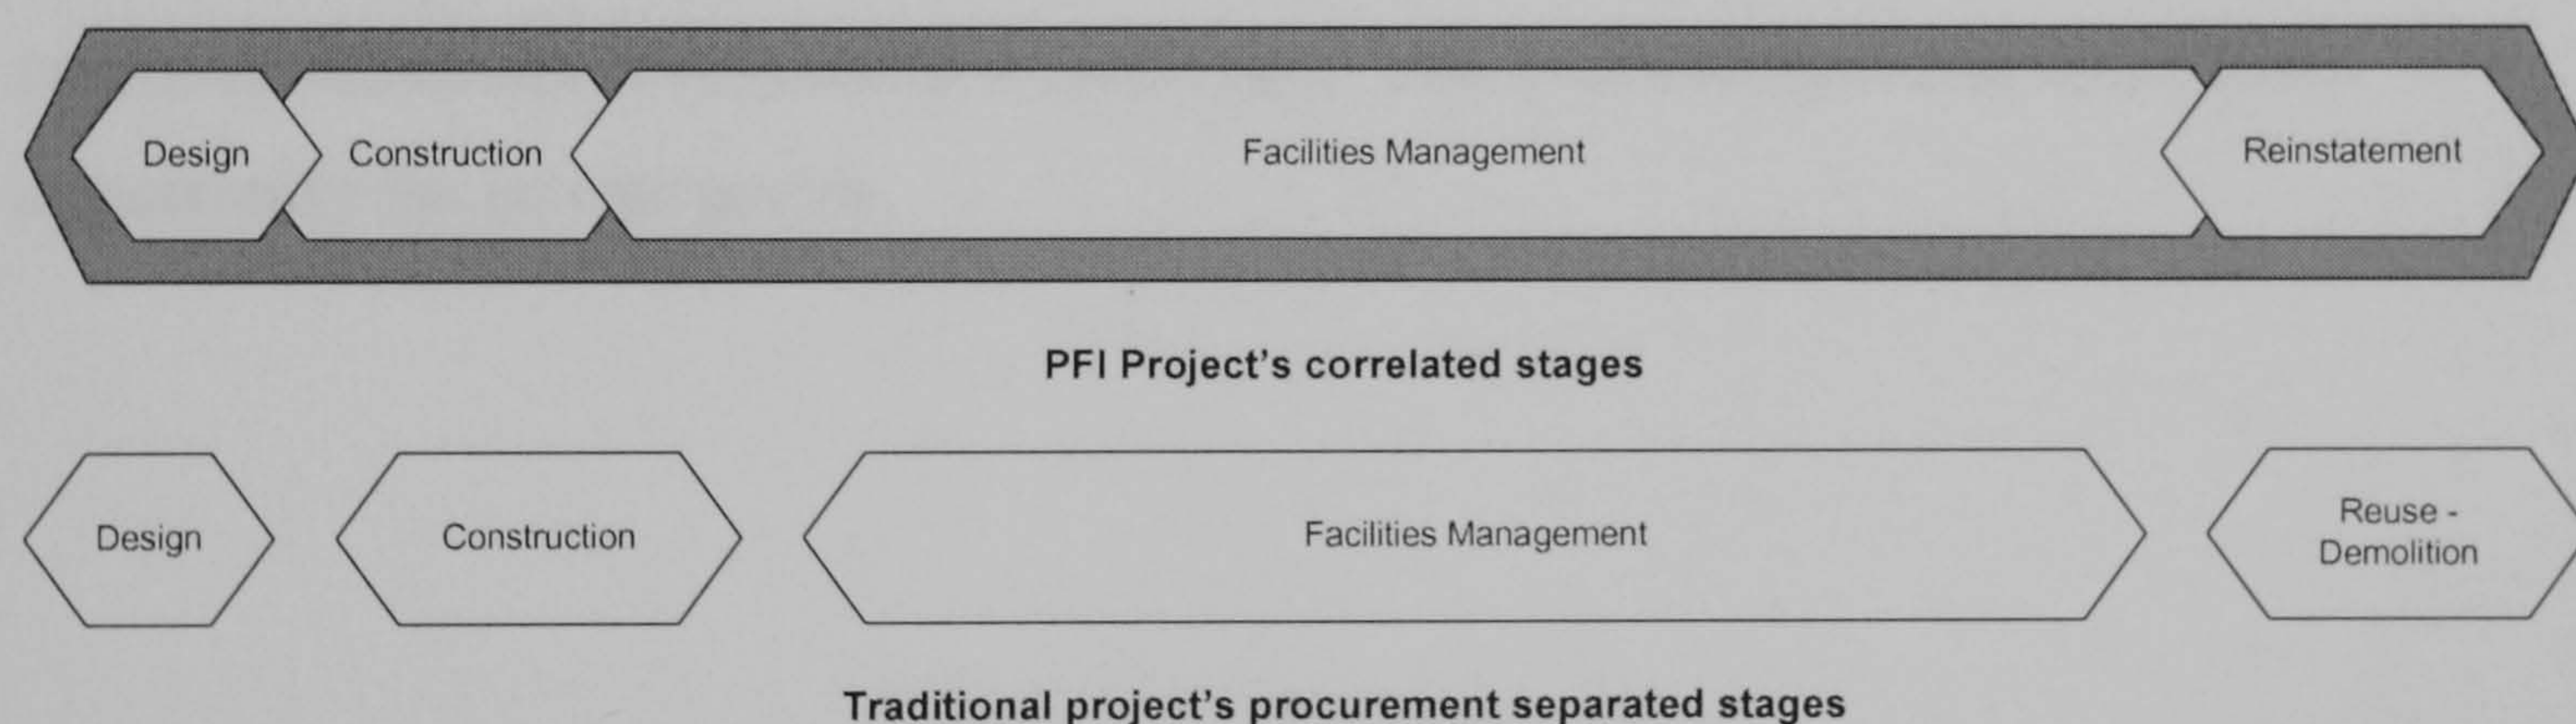 Design
Construction
Facilities Management
Reinstatement
PFI Project's correlated stages
Design
Construction
Facilities Management
Reuse -
Demolition
Traditional project's procurement separated stages